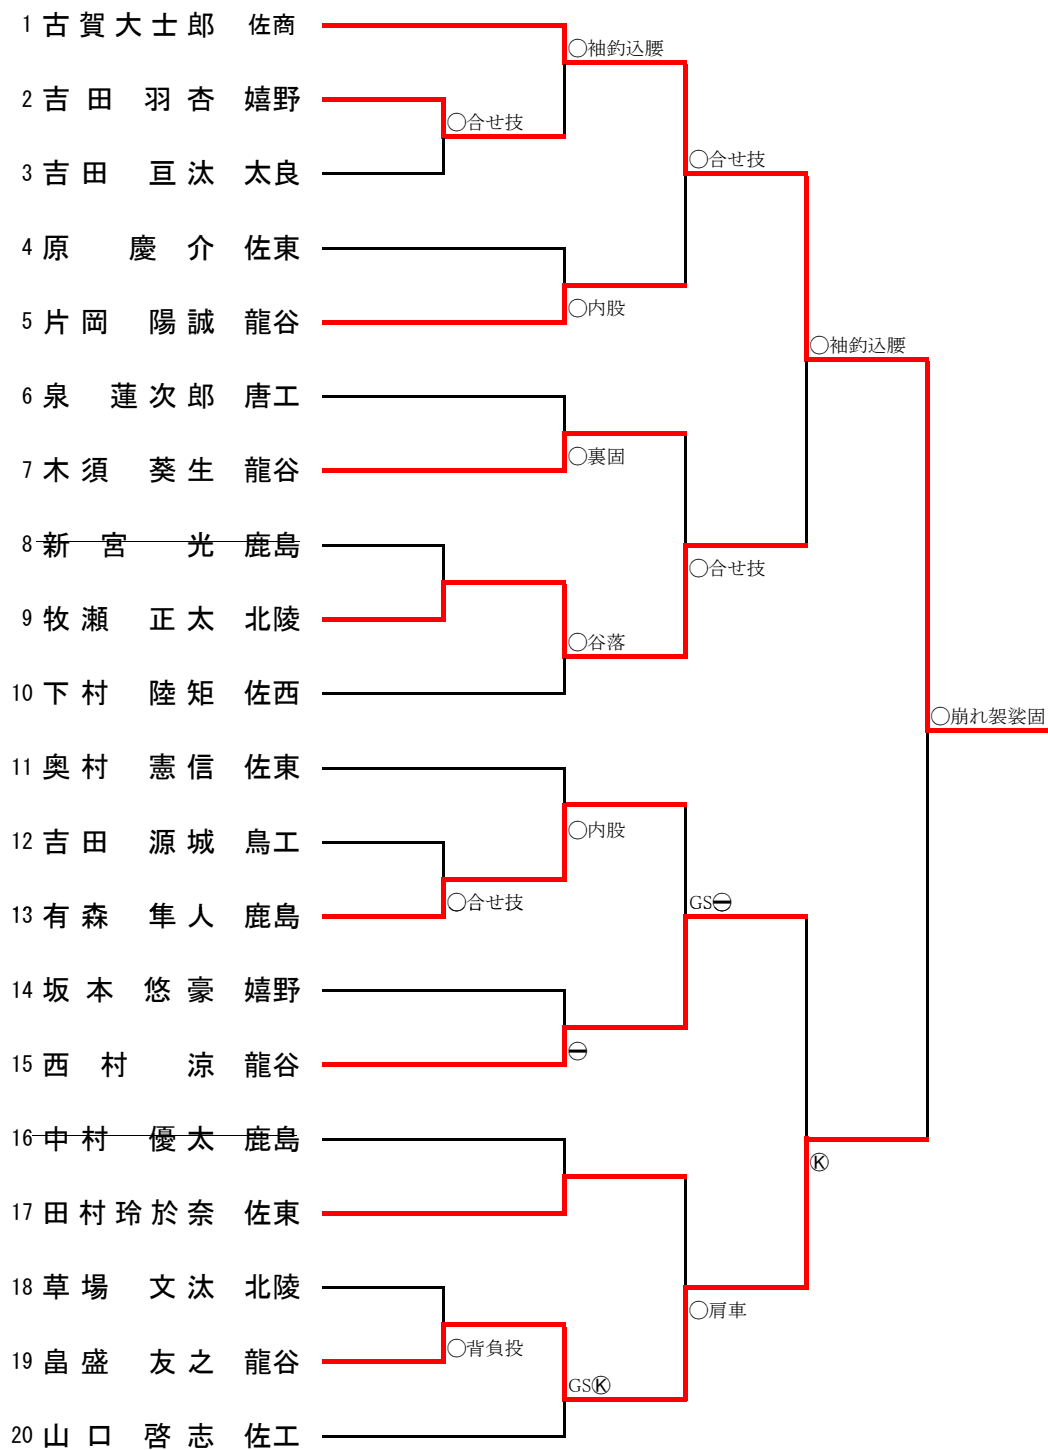 1 古賀大士郎 佐商
○袖釣込腰
2 吉田 羽杏 嬉野
○合せ技
3 吉田 亘汰 太良
○合せ技
4 原 慶介 佐東
○内股
5 片岡 陽誠 龍谷
○袖釣込腰
6 泉 蓮次郎 唐工
○裏固
7 木須 葵生 龍谷
8 新宮 光 鹿島
○合せ技
9 牧瀬 正太 北陵
○谷落
10 下村 陸矩 佐西
○崩れ袈裟固
11 奥村 憲信 佐東
○内股
12 吉田 源城 鳥工
○合せ技
GS㊀
13 有森 隼人 鹿島
14 坂本 悠豪 嬉野
㊀
15 西村 涼 龍谷
16 中村 優太 鹿島
Ⓚ
17 田村玲於奈 佐東
18 草場 文汰 北陵
○肩車
○背負投
19 畠盛 友之 龍谷
GSⓀ
20 山口 啓志 佐工